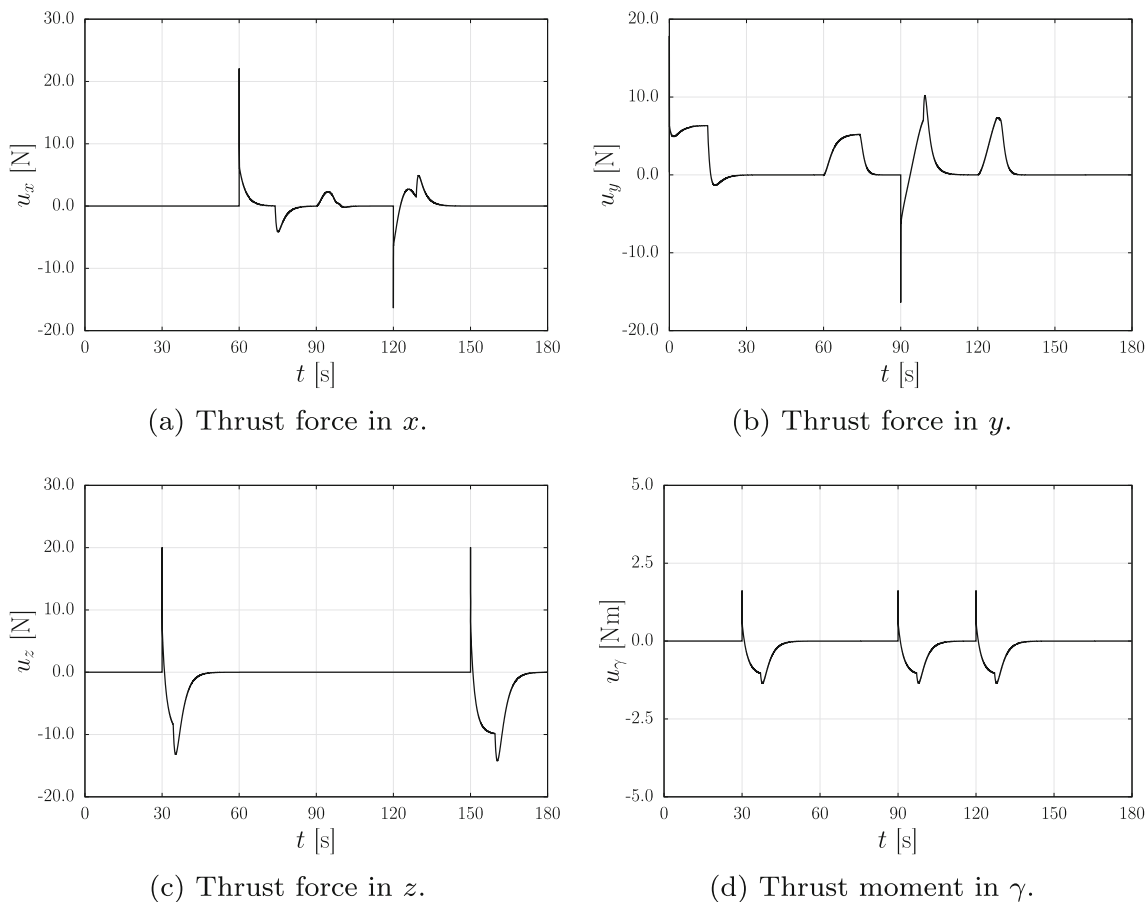 30.0
20.0
10.0
0.0
-10.0
-20.0
u_x [N]
0 30 60 90 120 150 180
t [s]
(a) Thrust force in x.
20.0
10.0
0.0
-10.0
-20.0
u_y [N]
0 30 60 90 120 150 180
t [s]
(b) Thrust force in y.
30.0
20.0
10.0
0.0
-10.0
-20.0
u_z [N]
0 30 60 90 120 150 180
t [s]
(c) Thrust force in z.
5.0
2.5
0.0
-2.5
-5.0
u_γ [Nm]
0 30 60 90 120 150 180
t [s]
(d) Thrust moment in γ.